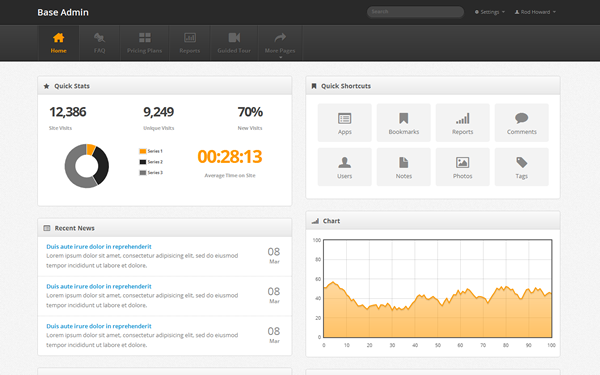 Base Admin
Search
Settings
Rod Howard
Home
FAQ
Pricing Plans
Reports
Guided Tour
More Pages
Quick Stats
12,386
9,249
70%
Site Visits
Unique Visits
New Visits
Series 1
Series 2
Series 3
00:28:13
Average Time on Site
Recent News
Duis aute irure dolor in reprehenderit
Lorem ipsum dolor sit amet, consectetur adipisicing elit, sed do eiusmod
tempor incididunt ut labore et dolore.
08
Mar
Duis aute irure dolor in reprehenderit
Lorem ipsum dolor sit amet, consectetur adipisicing elit, sed do eiusmod
tempor incididunt ut labore et dolore.
08
Mar
Duis aute irure dolor in reprehenderit
Lorem ipsum dolor sit amet, consectetur adipisicing elit, sed do eiusmod
tempor incididunt ut labore et dolore.
08
Mar
Quick Shortcuts
Apps
Bookmarks
Reports
Comments
Users
Notes
Photos
Tags
Chart
100
80
60
40
20
0
0
10
20
30
40
50
60
70
80
90
100